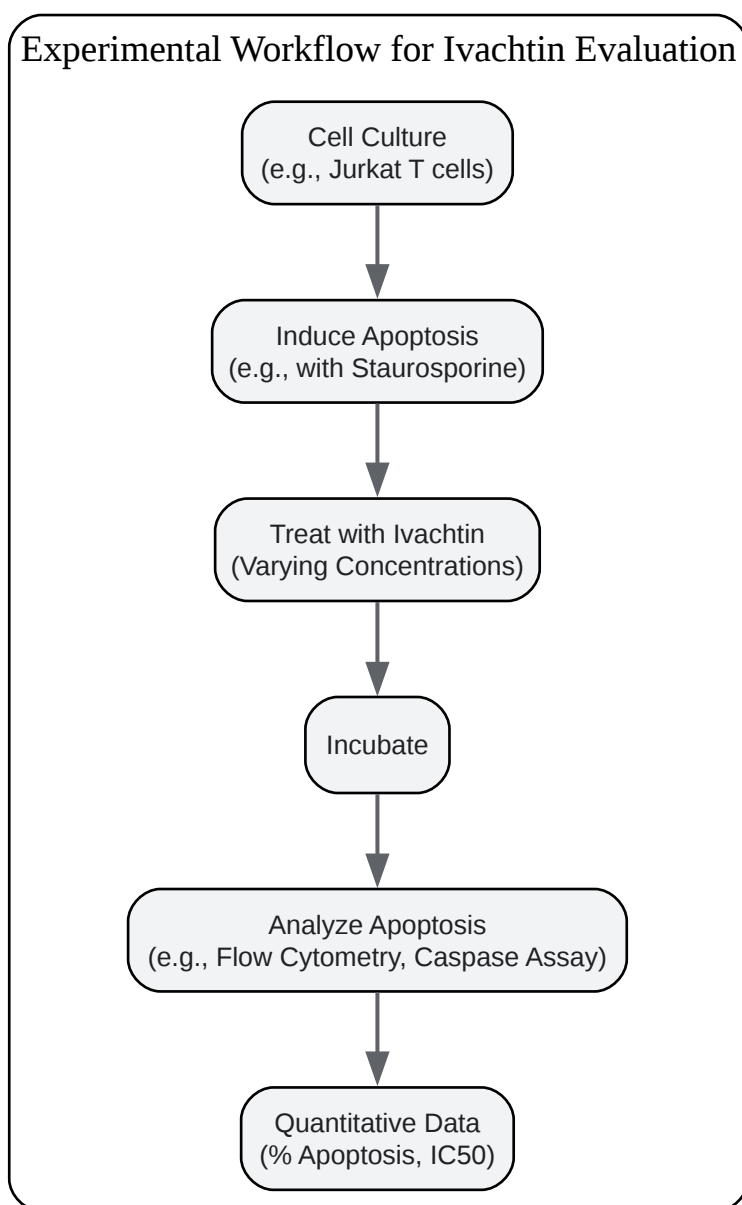 Experimental Workflow for Ivachtin Evaluation
Cell Culture
(e.g., Jurkat T cells)
Induce Apoptosis
(e.g., with Staurosporine)
Treat with Ivachtin
(Varying Concentrations)
Incubate
Analyze Apoptosis
(e.g., Flow Cytometry, Caspase Assay)
Quantitative Data
(% Apoptosis, IC50)